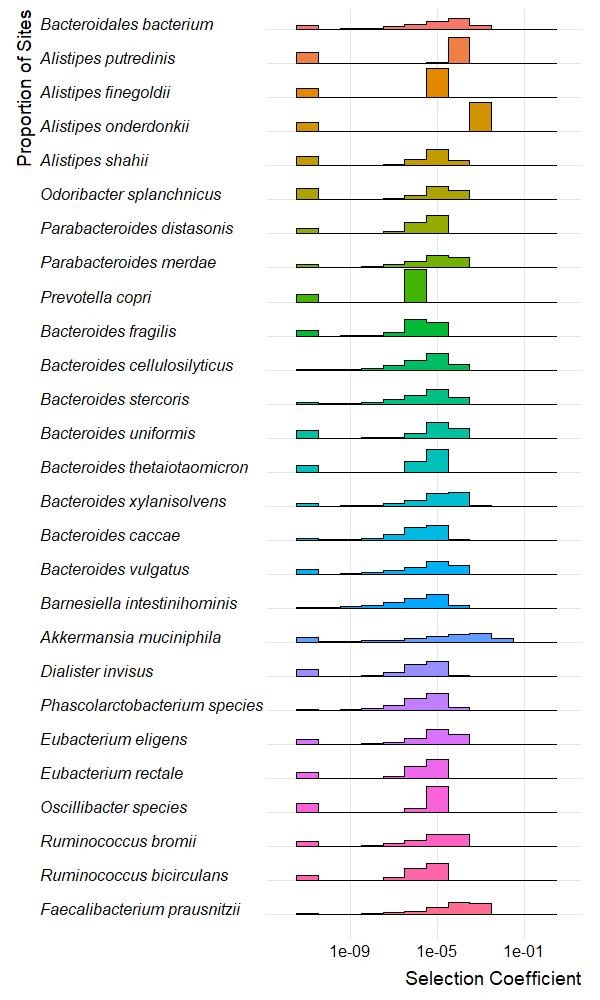 Proportion of Sites
Bacteroidales bacterium
Alistipes putredinis
Alistipes finegoldii
Alistipes onderdonkii
Alistipes shahii
Odoribacter splanchnicus
Parabacteroides distasonis
Parabacteroides merdae
Prevotella copri
Bacteroides fragilis
Bacteroides cellulosilyticus
Bacteroides stercoris
Bacteroides uniformis
Bacteroides thetaiotaomicron
Bacteroides xylanisolvens
Bacteroides caccae
Bacteroides vulgatus
Barnesiella intestinihominis
Akkermansia muciniphila
Dialister invisus
Phascolarctobacterium species
Eubacterium eligens
Eubacterium rectale
Oscillibacter species
Ruminococcus bromii
Ruminococcus bicirculans
Faecalibacterium prausnitzii
1e-09 1e-05 1e-01
Selection Coefficient